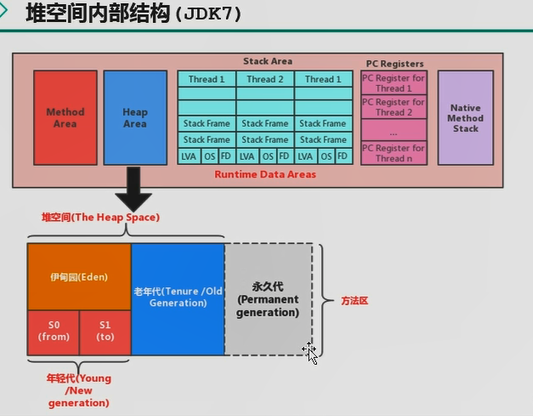 堆空间内部结构(JDK7)
Stack Area
PC Registers
Method
Area
Heap
Area
Thread 1
Thread 2
Thread 1
Stack Frame
Stack Frame
Stack Frame
Stack Frame
Stack Frame
Stack Frame
LVA
OS
FD
LVA
OS
FD
LVA
OS
FD
PC Register for
Thread 1
PC Register for
Thread 2
...
PC Register for
Thread n
Native
Method
Stack
Runtime Data Areas
堆空间(The Heap Space)
伊甸园(Eden)
S0
(from)
S1
(to)
老年代(Tenure /Old
Generation)
永久代
(Permanent
generation)
方法区
年轻代(Young
/New
generation)